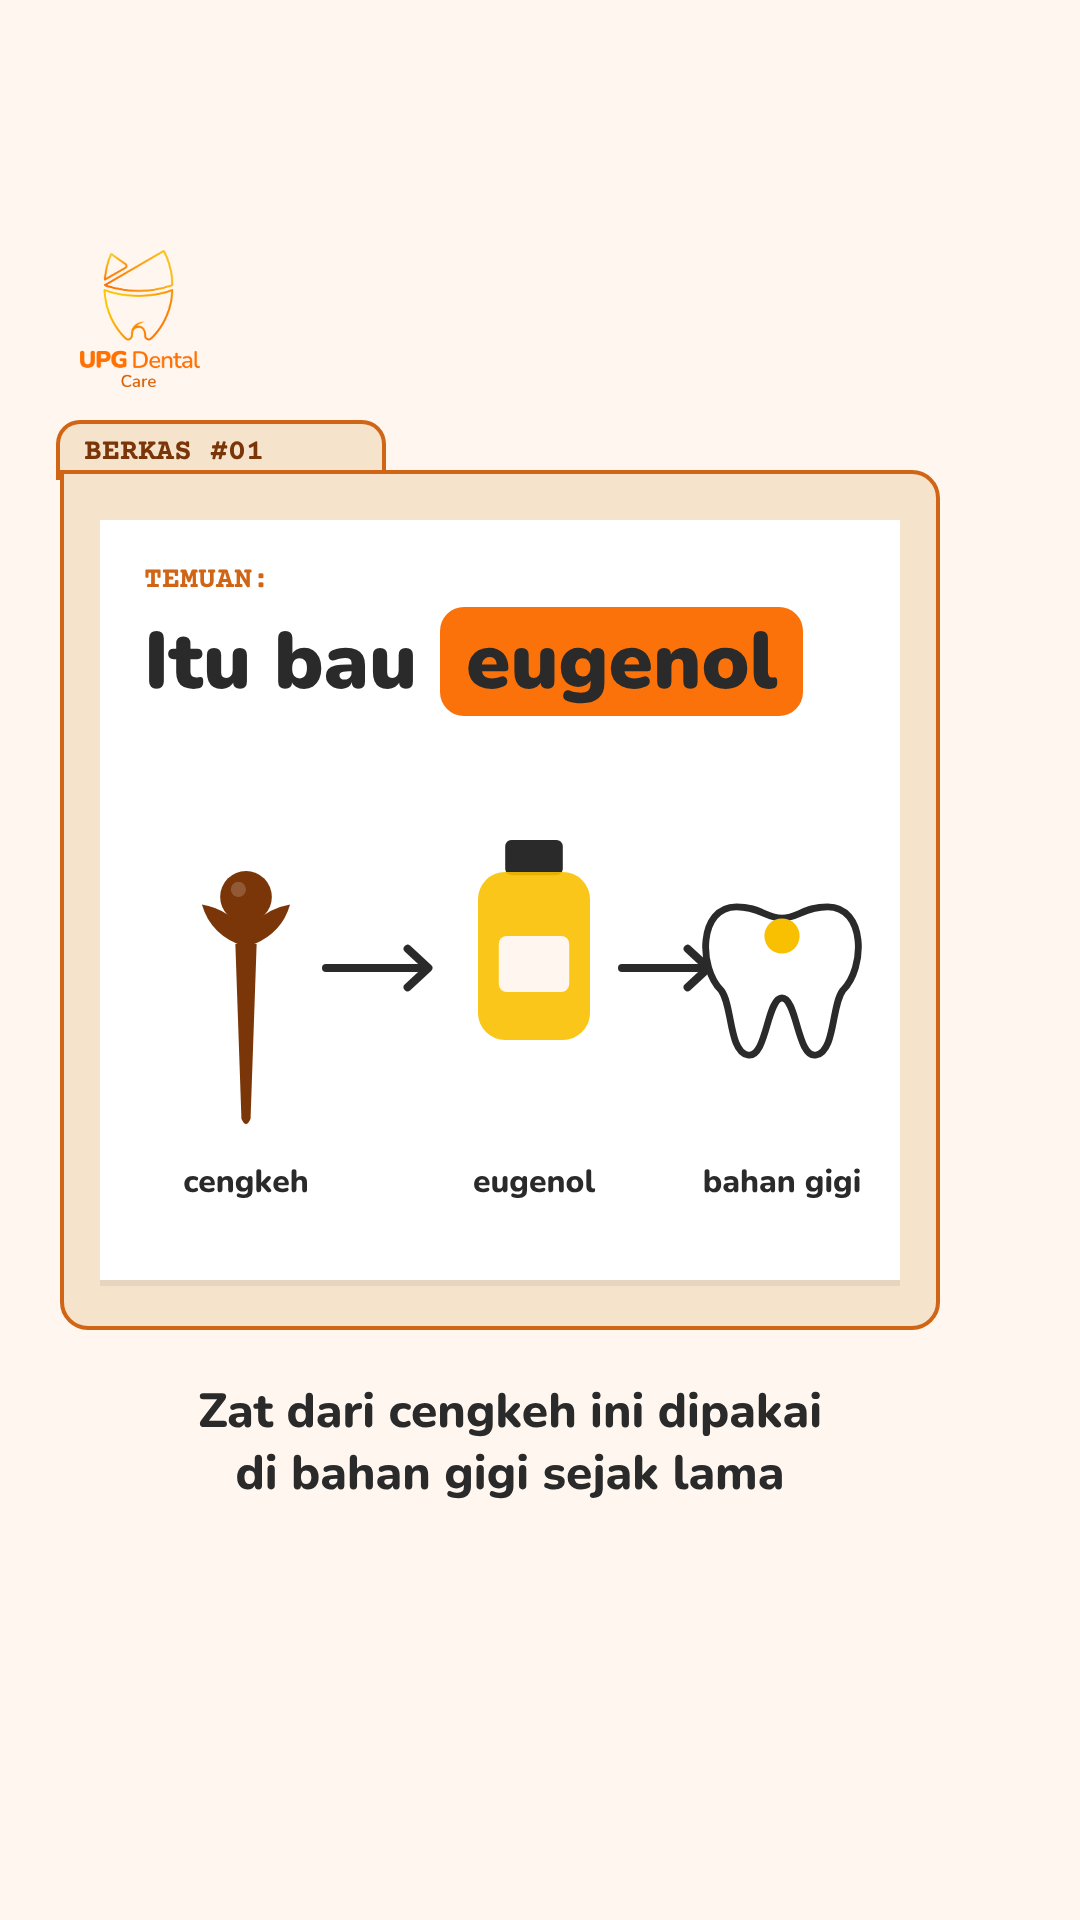 UPG Dental
Care
BERKAS #01
TEMUAN:
Itu bau eugenol
cengkeh
eugenol
bahan gigi
Zat dari cengkeh ini dipakai
di bahan gigi sejak lama